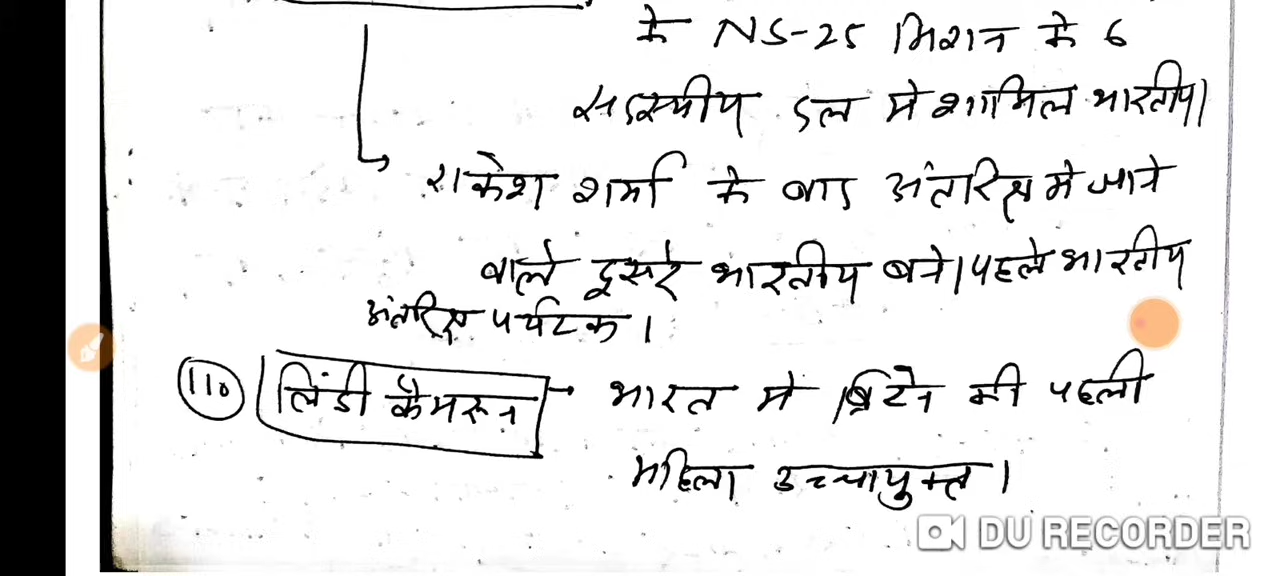 के NS-25 मिशन के 6
सदस्यीय दल मे शामिल भारतीय।
राकेश शर्मा के बाद अंतरिक्ष मे जाने
वाले दूसरे भारतीय बने। पहले भारतीय
अंतरिक्ष पर्यटक।
110 लिंडी कैमरून → भारत मे ब्रिटेन की पहली
महिला उच्चायुक्त।
DU RECORDER